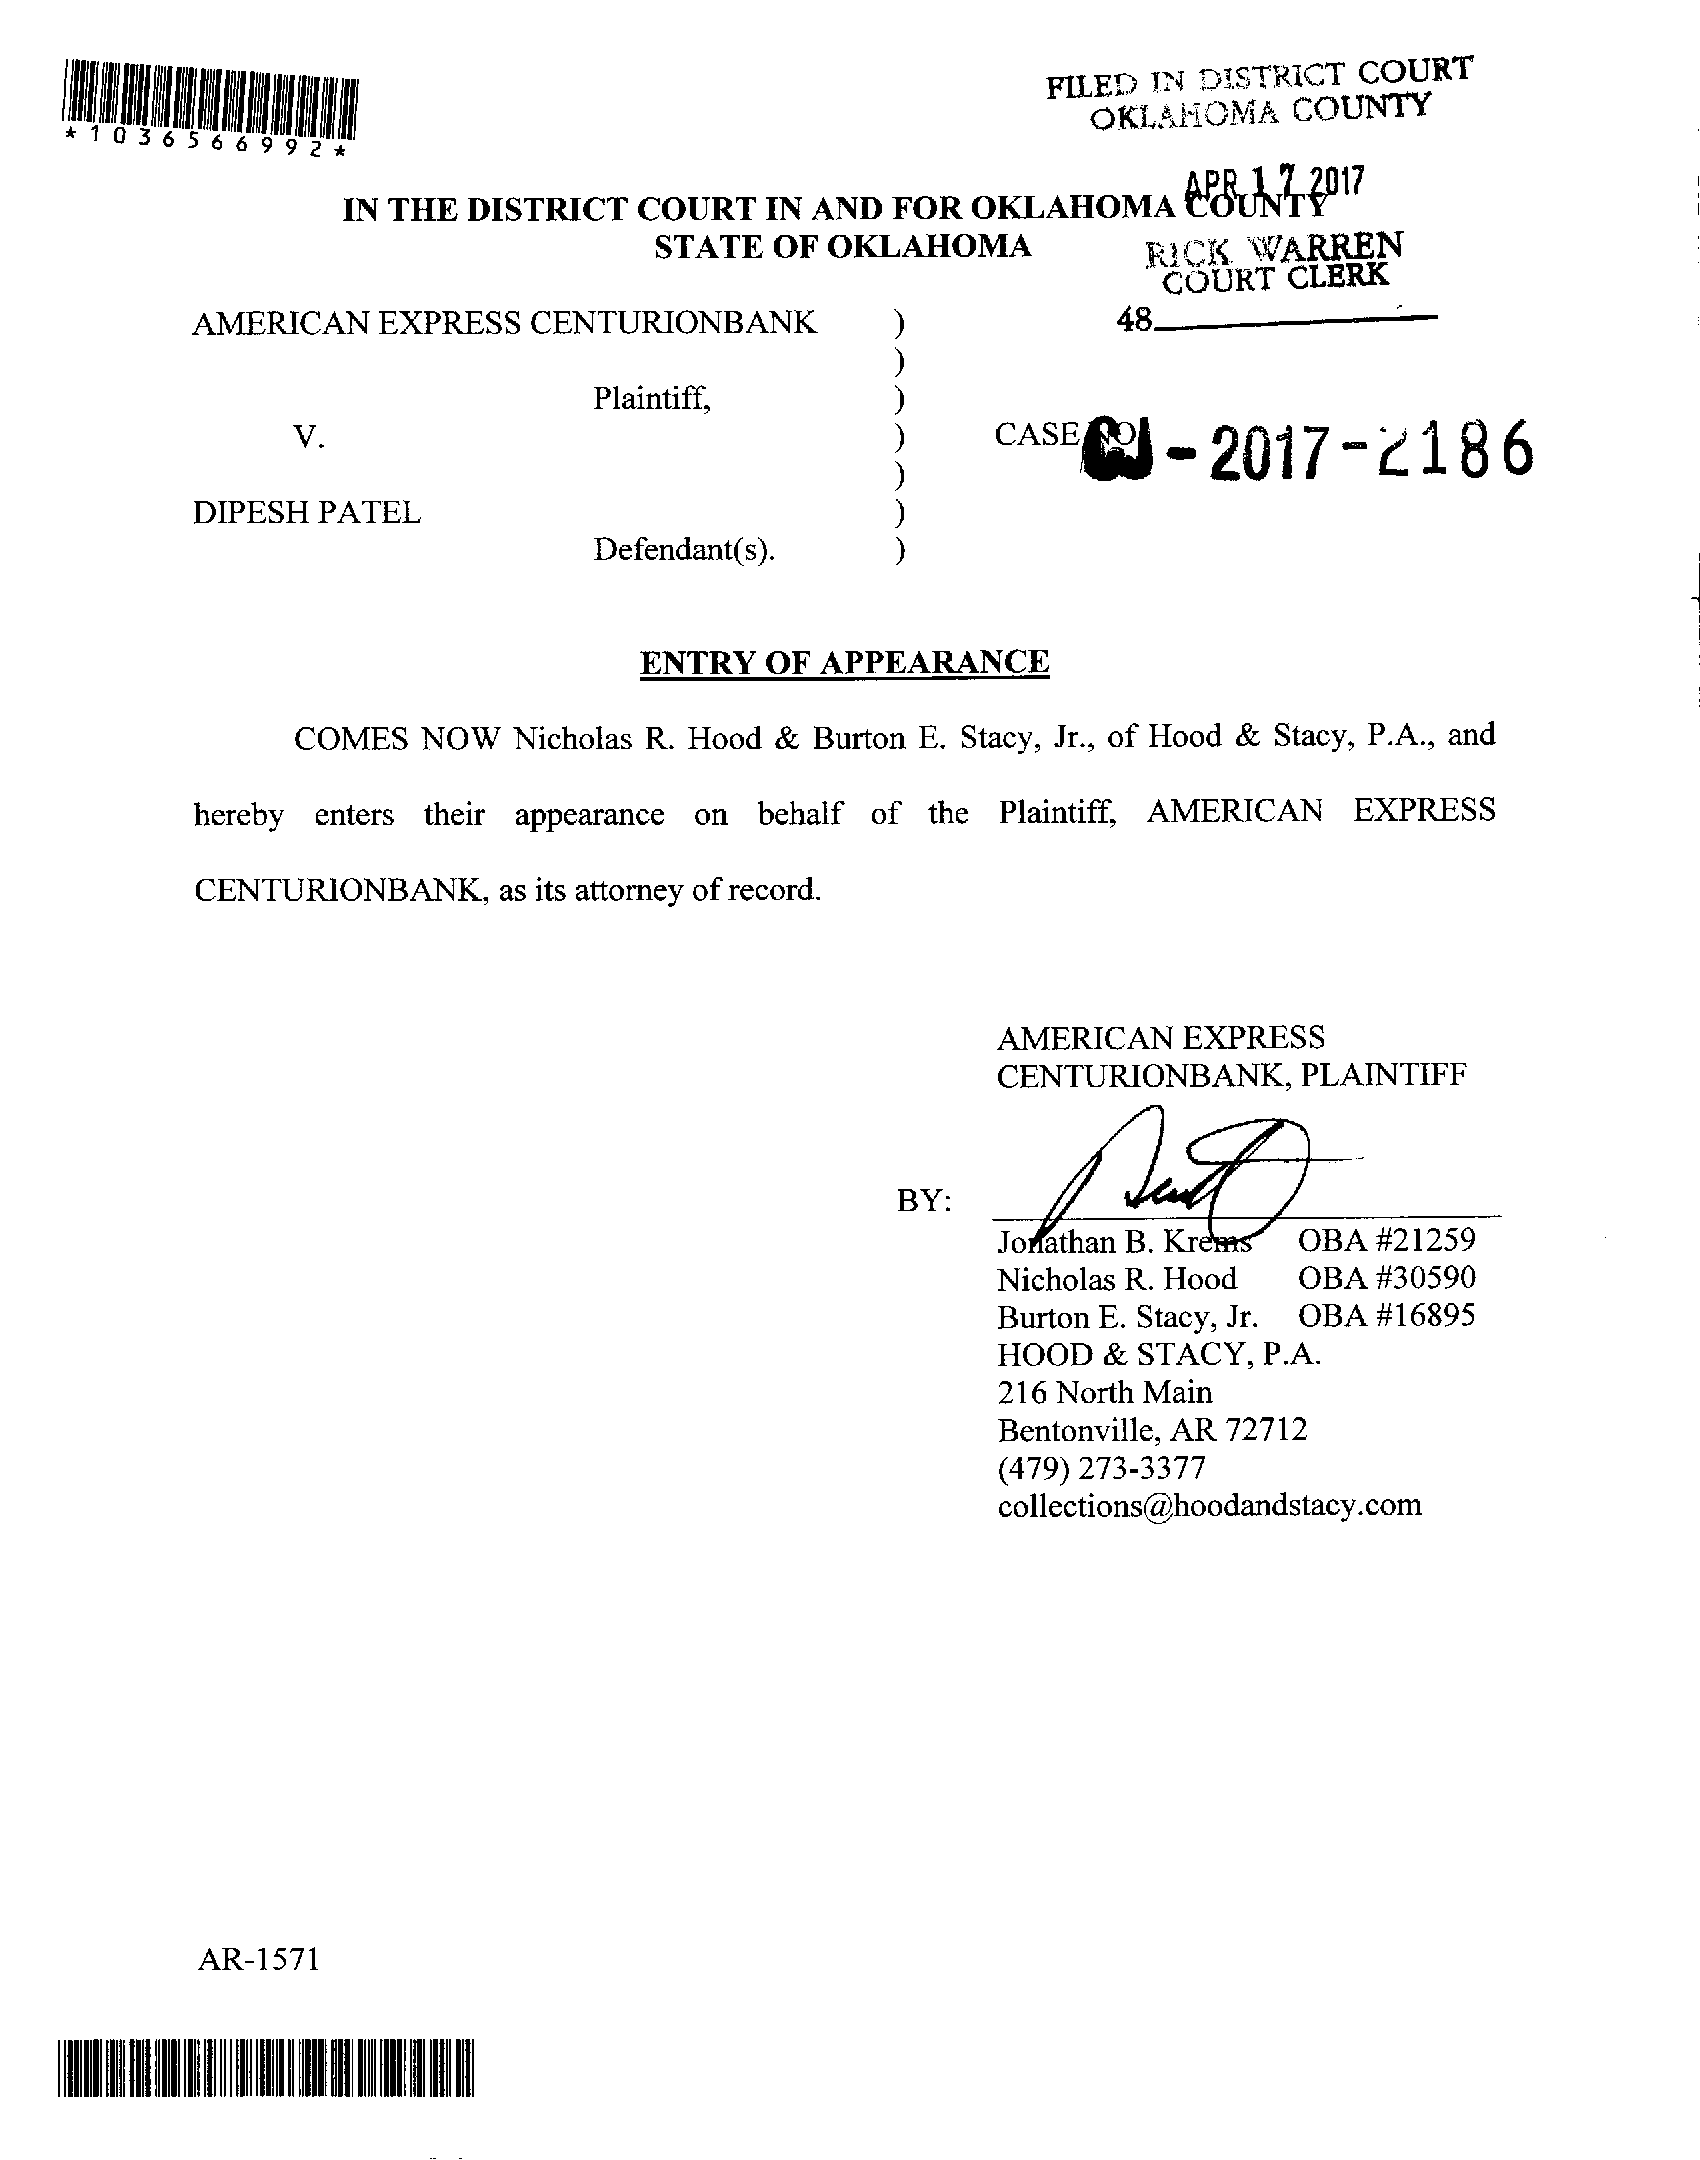 *1036566992*
FILED IN DISTRICT COURT
OKLAHOMA COUNTY
APR 17 2017
IN THE DISTRICT COURT IN AND FOR OKLAHOMA COUNTY
STATE OF OKLAHOMA
RICK WARREN
COURT CLERK
48
AMERICAN EXPRESS CENTURIONBANK )
)
Plaintiff, )
V. ) CASE NO. CJ-2017-2186
)
DIPESH PATEL )
Defendant(s). )
ENTRY OF APPEARANCE
COMES NOW Nicholas R. Hood & Burton E. Stacy, Jr., of Hood & Stacy, P.A., and
hereby enters their appearance on behalf of the Plaintiff, AMERICAN EXPRESS
CENTURIONBANK, as its attorney of record.
AMERICAN EXPRESS
CENTURIONBANK, PLAINTIFF
BY:
Jonathan B. Krems OBA #21259
Nicholas R. Hood OBA #30590
Burton E. Stacy, Jr. OBA #16895
HOOD & STACY, P.A.
216 North Main
Bentonville, AR 72712
(479) 273-3377
collections@hoodandstacy.com
AR-1571